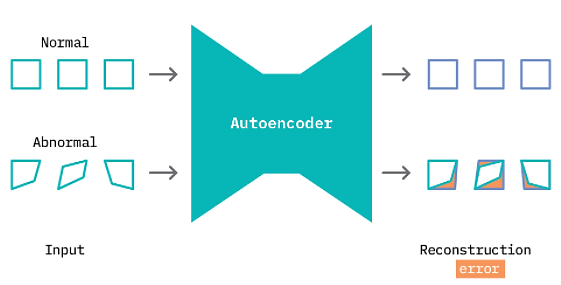 Normal
Autoencoder
Abnormal
Input
Reconstruction
error